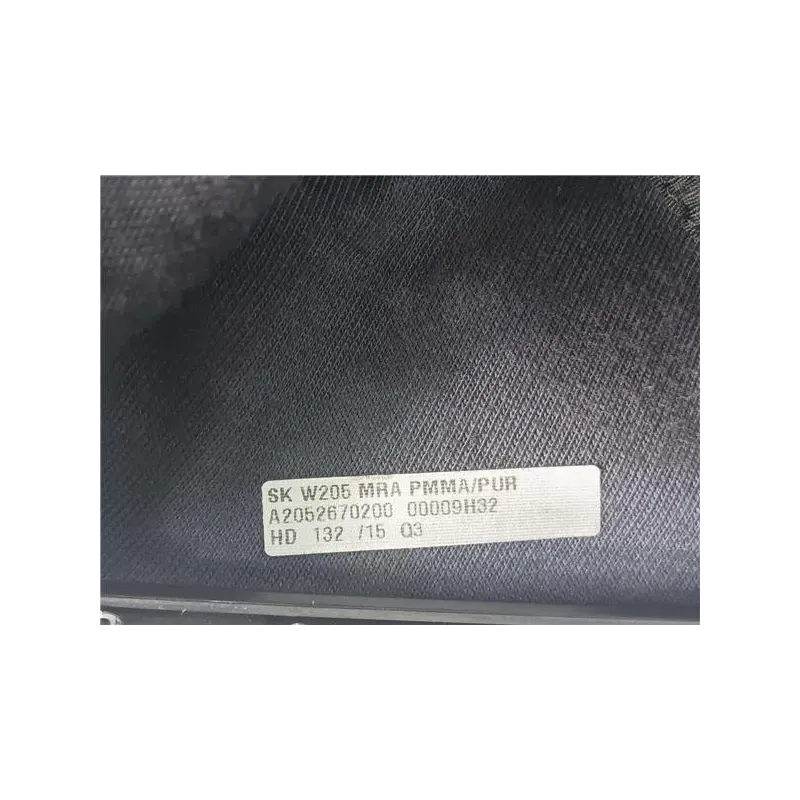 SK W205 MRA PMMA/PUR
A2052670200 00009H32
HD 132 /15 Q3